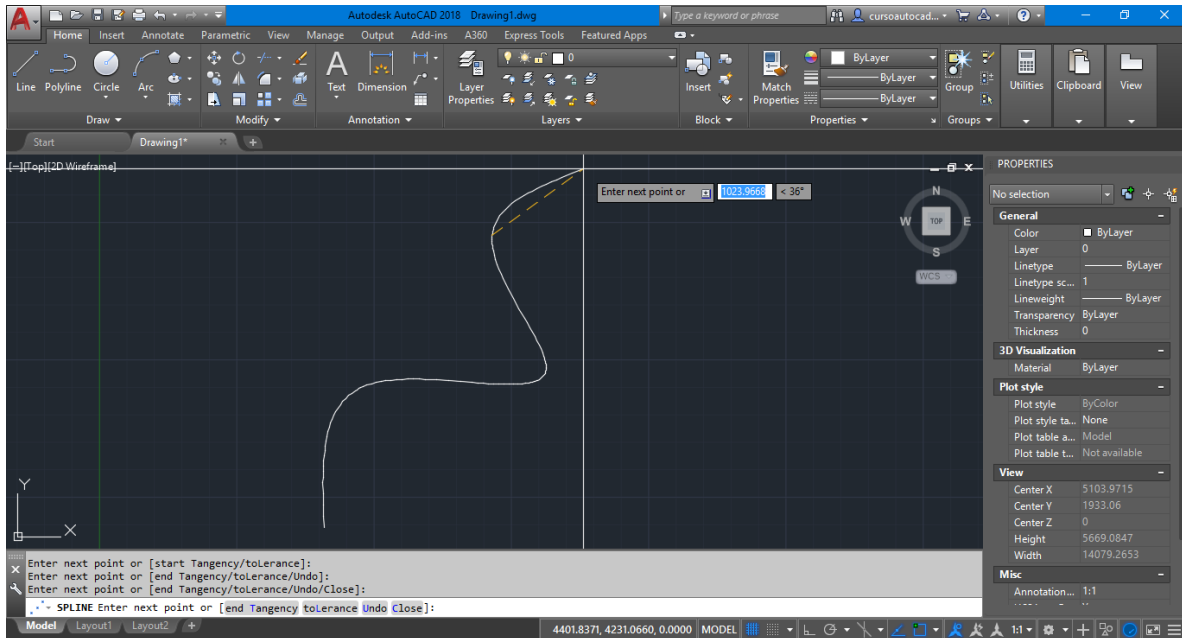 Autodesk AutoCAD 2018 Drawing1.dwg
Type a keyword or phrase
cursoautocad...
Home Insert Annotate Parametric View Manage Output Add-ins A360 Express Tools Featured Apps
0
ByLayer
Line Polyline Circle Arc
Text Dimension
Layer Properties
Insert
Match Properties
ByLayer
ByLayer
Group
Utilities Clipboard View
Draw Modify Annotation Layers Block Properties Groups
Start Drawing1*
[−][Top][2D Wireframe]
Enter next point or 1023.9668 < 36°
N
W TOP E
S
WCS
Y
X
PROPERTIES
No selection
General
Color ByLayer
Layer 0
Linetype ByLayer
Linetype sc... 1
Lineweight ByLayer
Transparency ByLayer
Thickness 0
3D Visualization
Material ByLayer
Plot style
Plot style ByColor
Plot style ta... None
Plot table a... Model
Plot table t... Not available
View
Center X 5103.9715
Center Y 1933.06
Center Z 0
Height 5669.0847
Width 14079.2653
Misc
Annotation... 1:1
Enter next point or [start Tangency/toLerance]:
Enter next point or [end Tangency/toLerance/Undo]:
Enter next point or [end Tangency/toLerance/Undo/Close]:
SPLINE Enter next point or [end Tangency toLerance Undo Close]:
Model Layout1 Layout2 +
4401.8371, 4231.0660, 0.0000 MODEL 1:1